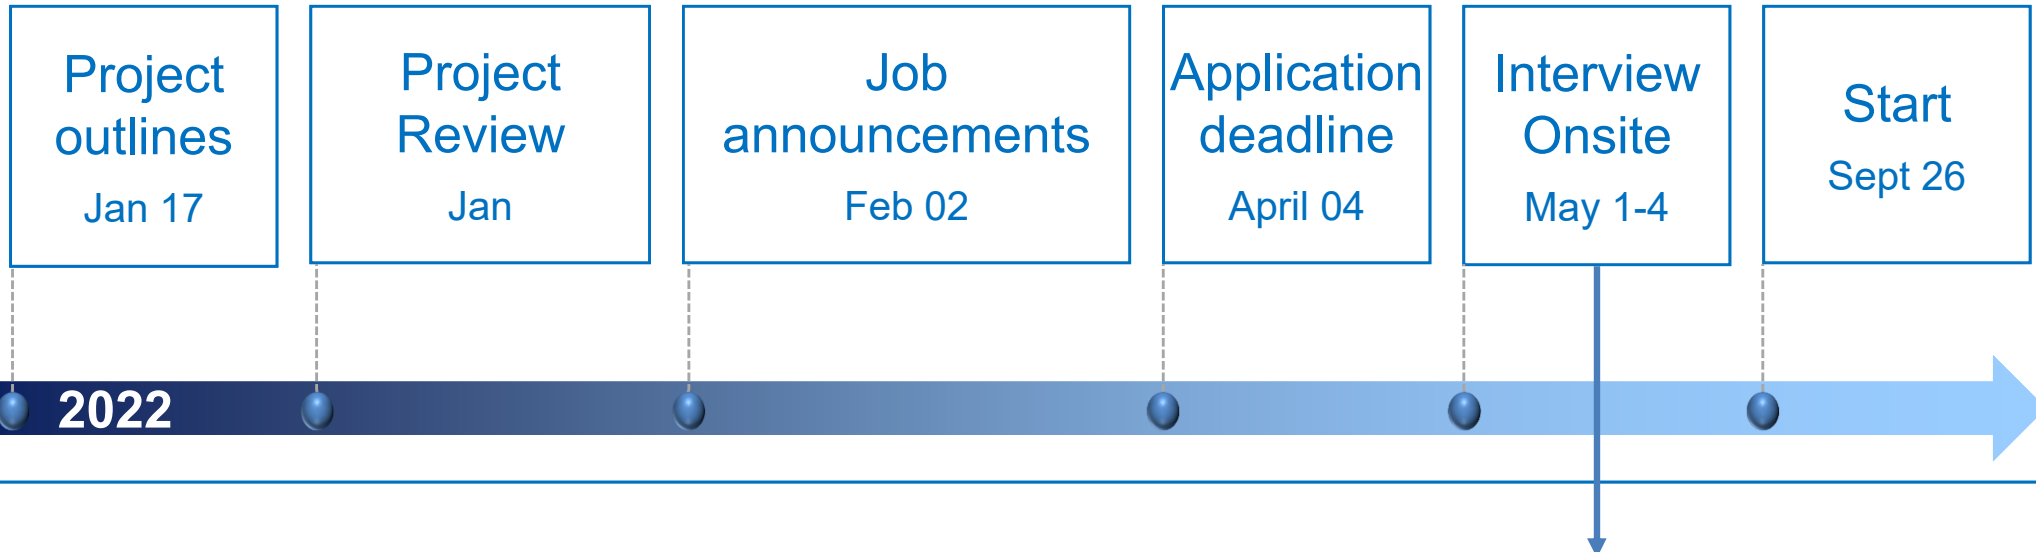 Project
outlines
Jan 17
Project
Review
Jan
Job
announcements
Feb 02
Application
deadline
April 04
Interview
Onsite
May 1-4
Start
Sept 26
2022